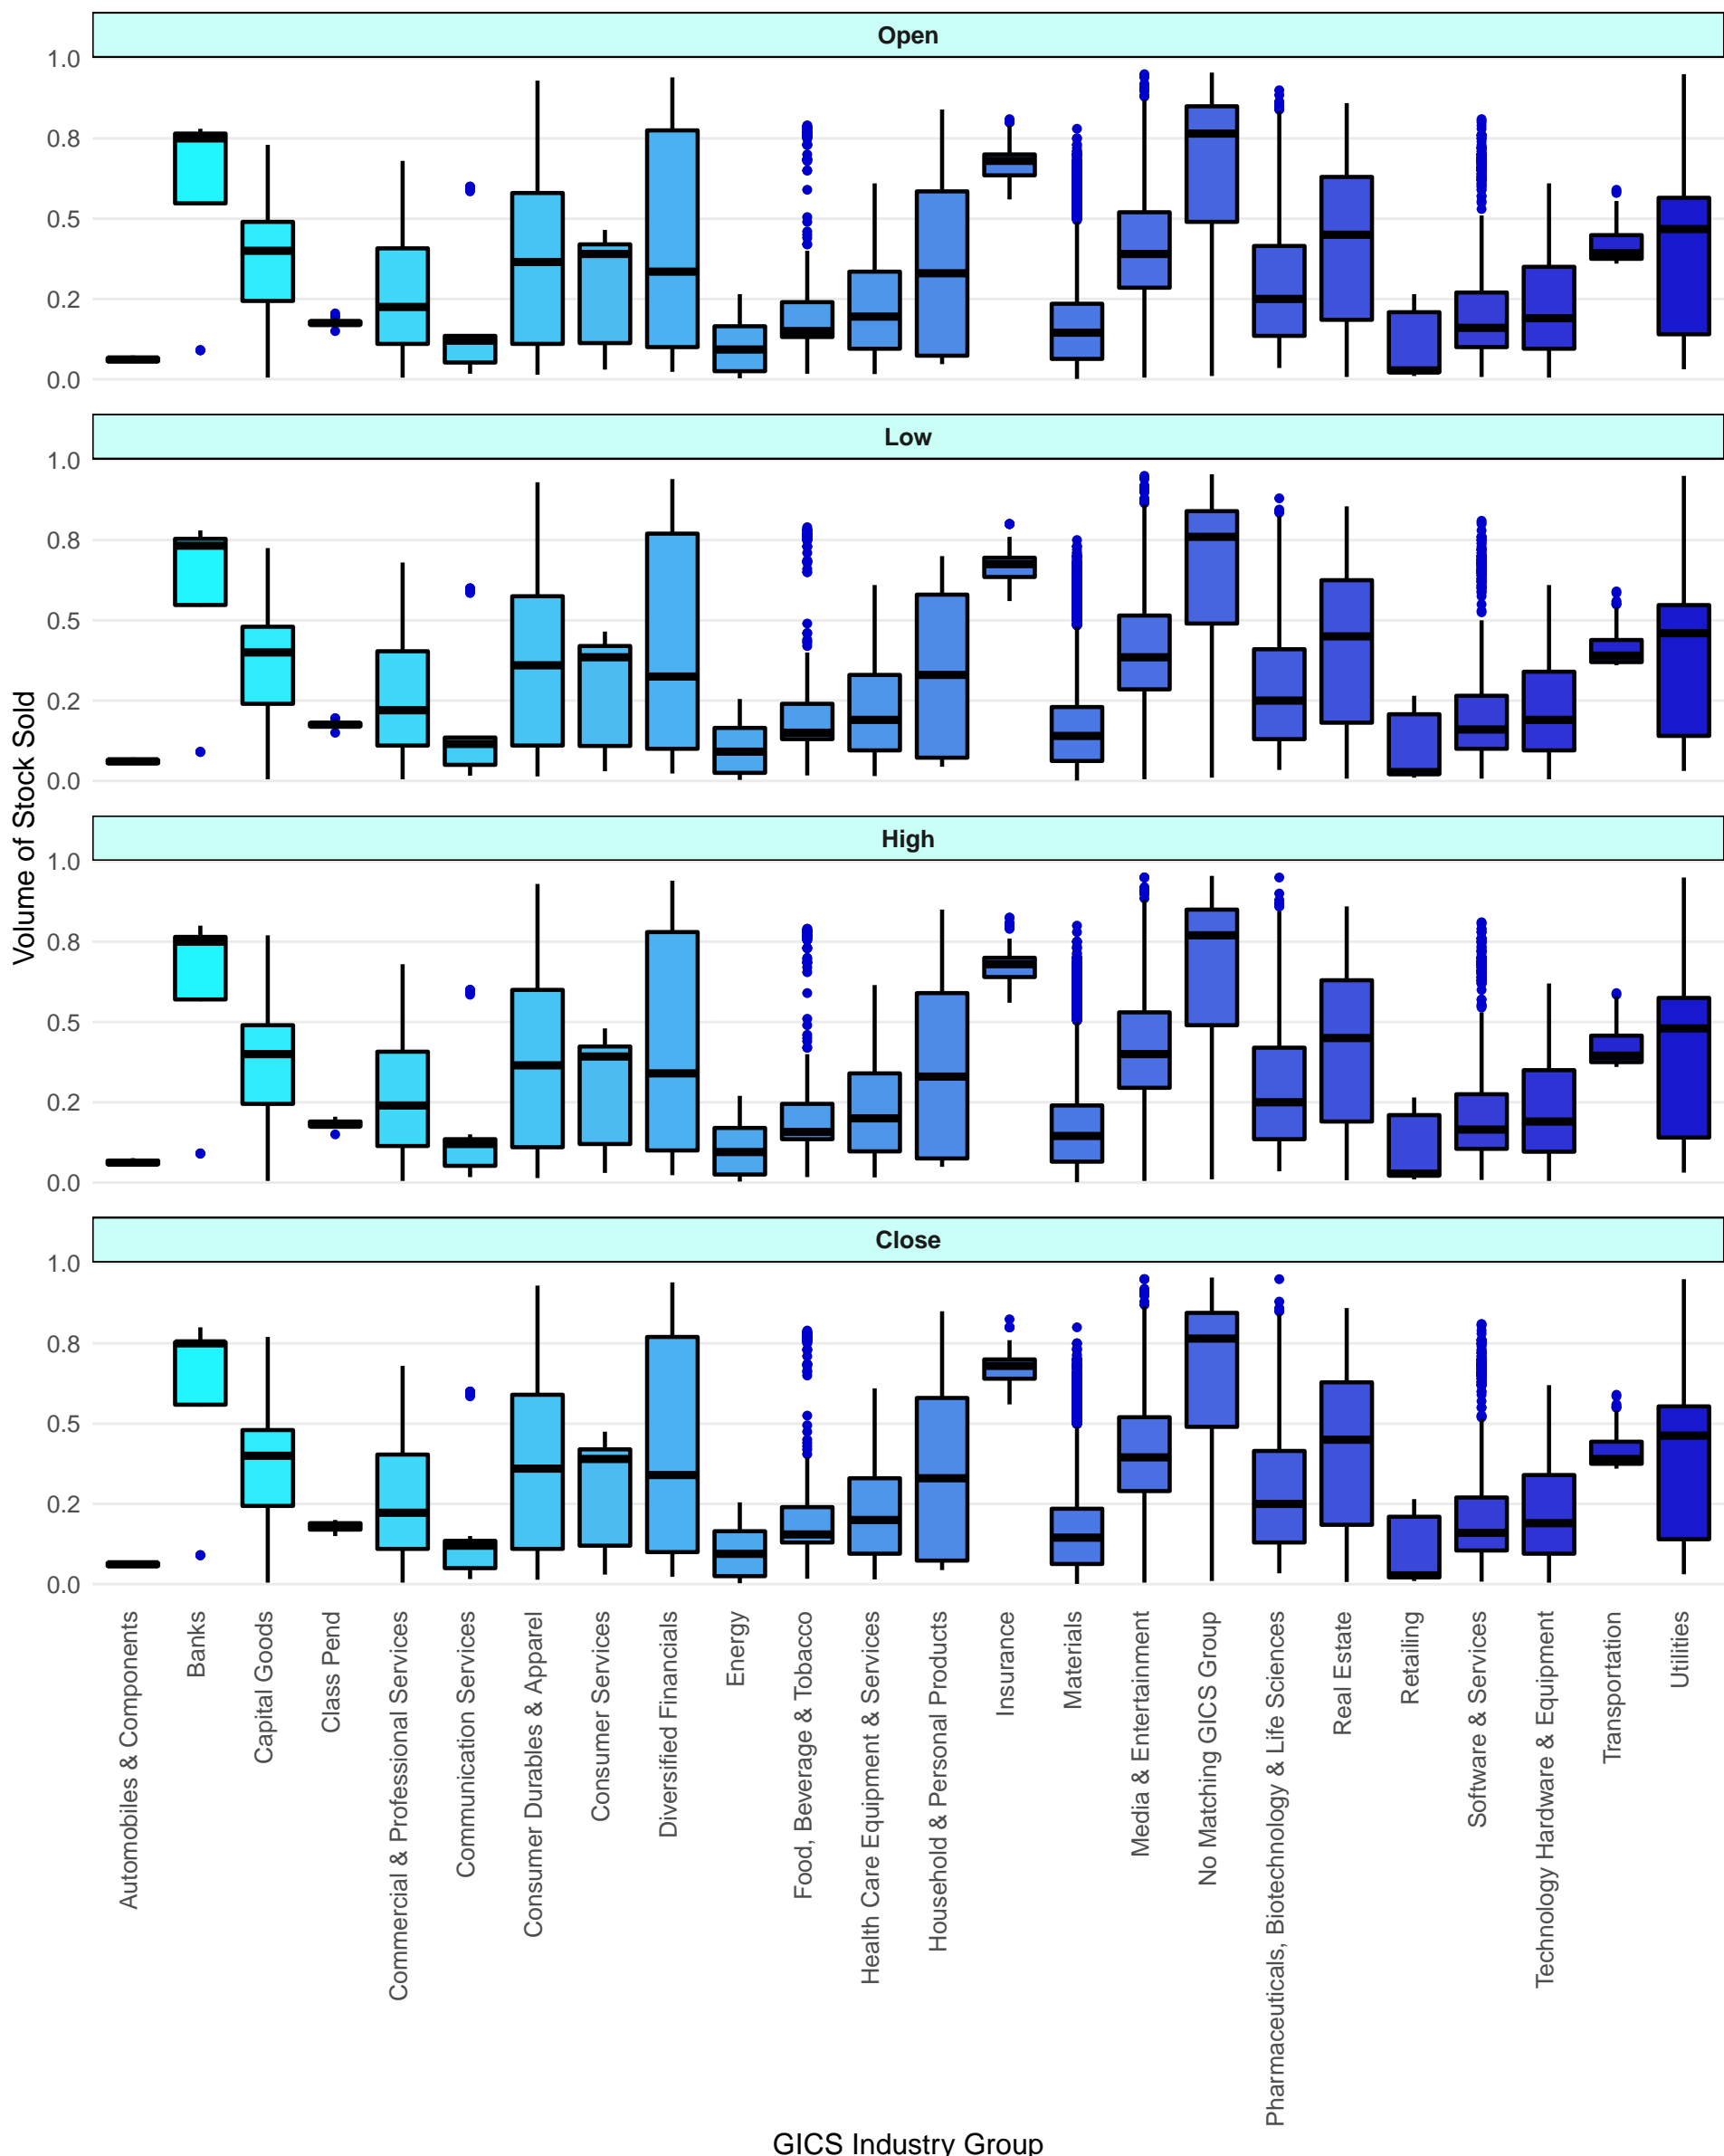 Open
1.0
0.8
0.5
0.2
0.0
Low
1.0
0.8
0.5
0.2
0.0
High
1.0
0.8
0.5
0.2
0.0
Close
1.0
0.8
0.5
0.2
0.0
Volume of Stock Sold
Automobiles & Components
Banks
Capital Goods
Class Pend
Commercial & Professional Services
Communication Services
Consumer Durables & Apparel
Consumer Services
Diversified Financials
Energy
Food, Beverage & Tobacco
Health Care Equipment & Services
Household & Personal Products
Insurance
Materials
Media & Entertainment
No Matching GICS Group
Pharmaceuticals, Biotechnology & Life Sciences
Real Estate
Retailing
Software & Services
Technology Hardware & Equipment
Transportation
Utilities
GICS Industry Group